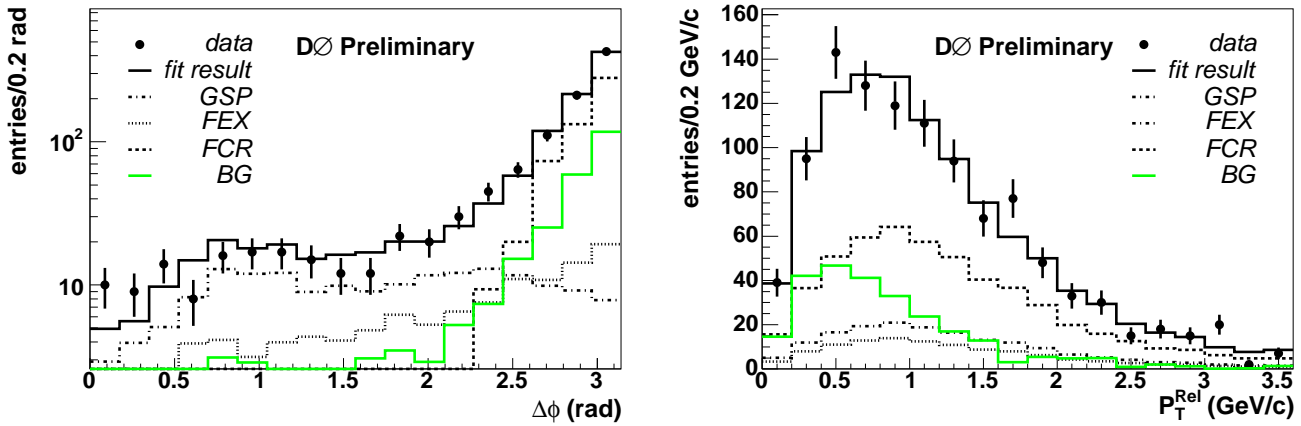 entries/0.2 rad
10²
10
DØ Preliminary
data
fit result
GSP
FEX
FCR
BG
0 0.5 1 1.5 2 2.5 3
Δϕ (rad)
entries/0.2 GeV/c
160
140
120
100
80
60
40
20
0
DØ Preliminary
data
fit result
GSP
FEX
FCR
BG
0 0.5 1 1.5 2 2.5 3 3.5
P_T^Rel (GeV/c)